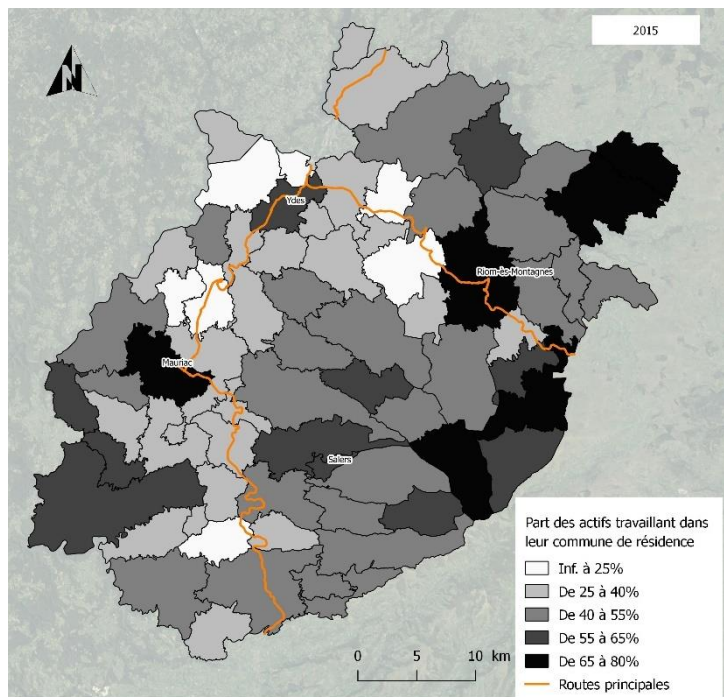 2015
N
Ydes
Riom-ès-Montagnes
Mauriac
Salers
Part des actifs travaillant dans
leur commune de résidence
Inf. à 25%
De 25 à 40%
De 40 à 55%
De 55 à 65%
De 65 à 80%
Routes principales
0 5 10 km